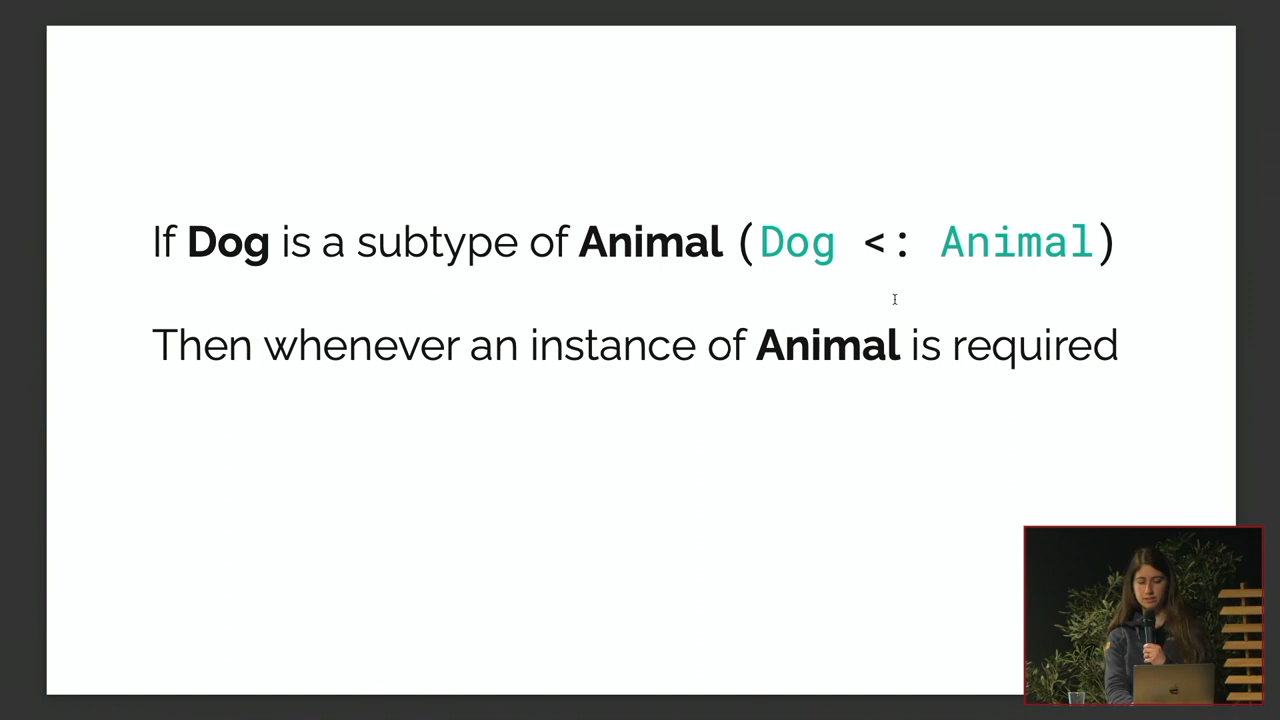 If Dog is a subtype of Animal (Dog <: Animal)
Then whenever an instance of Animal is required